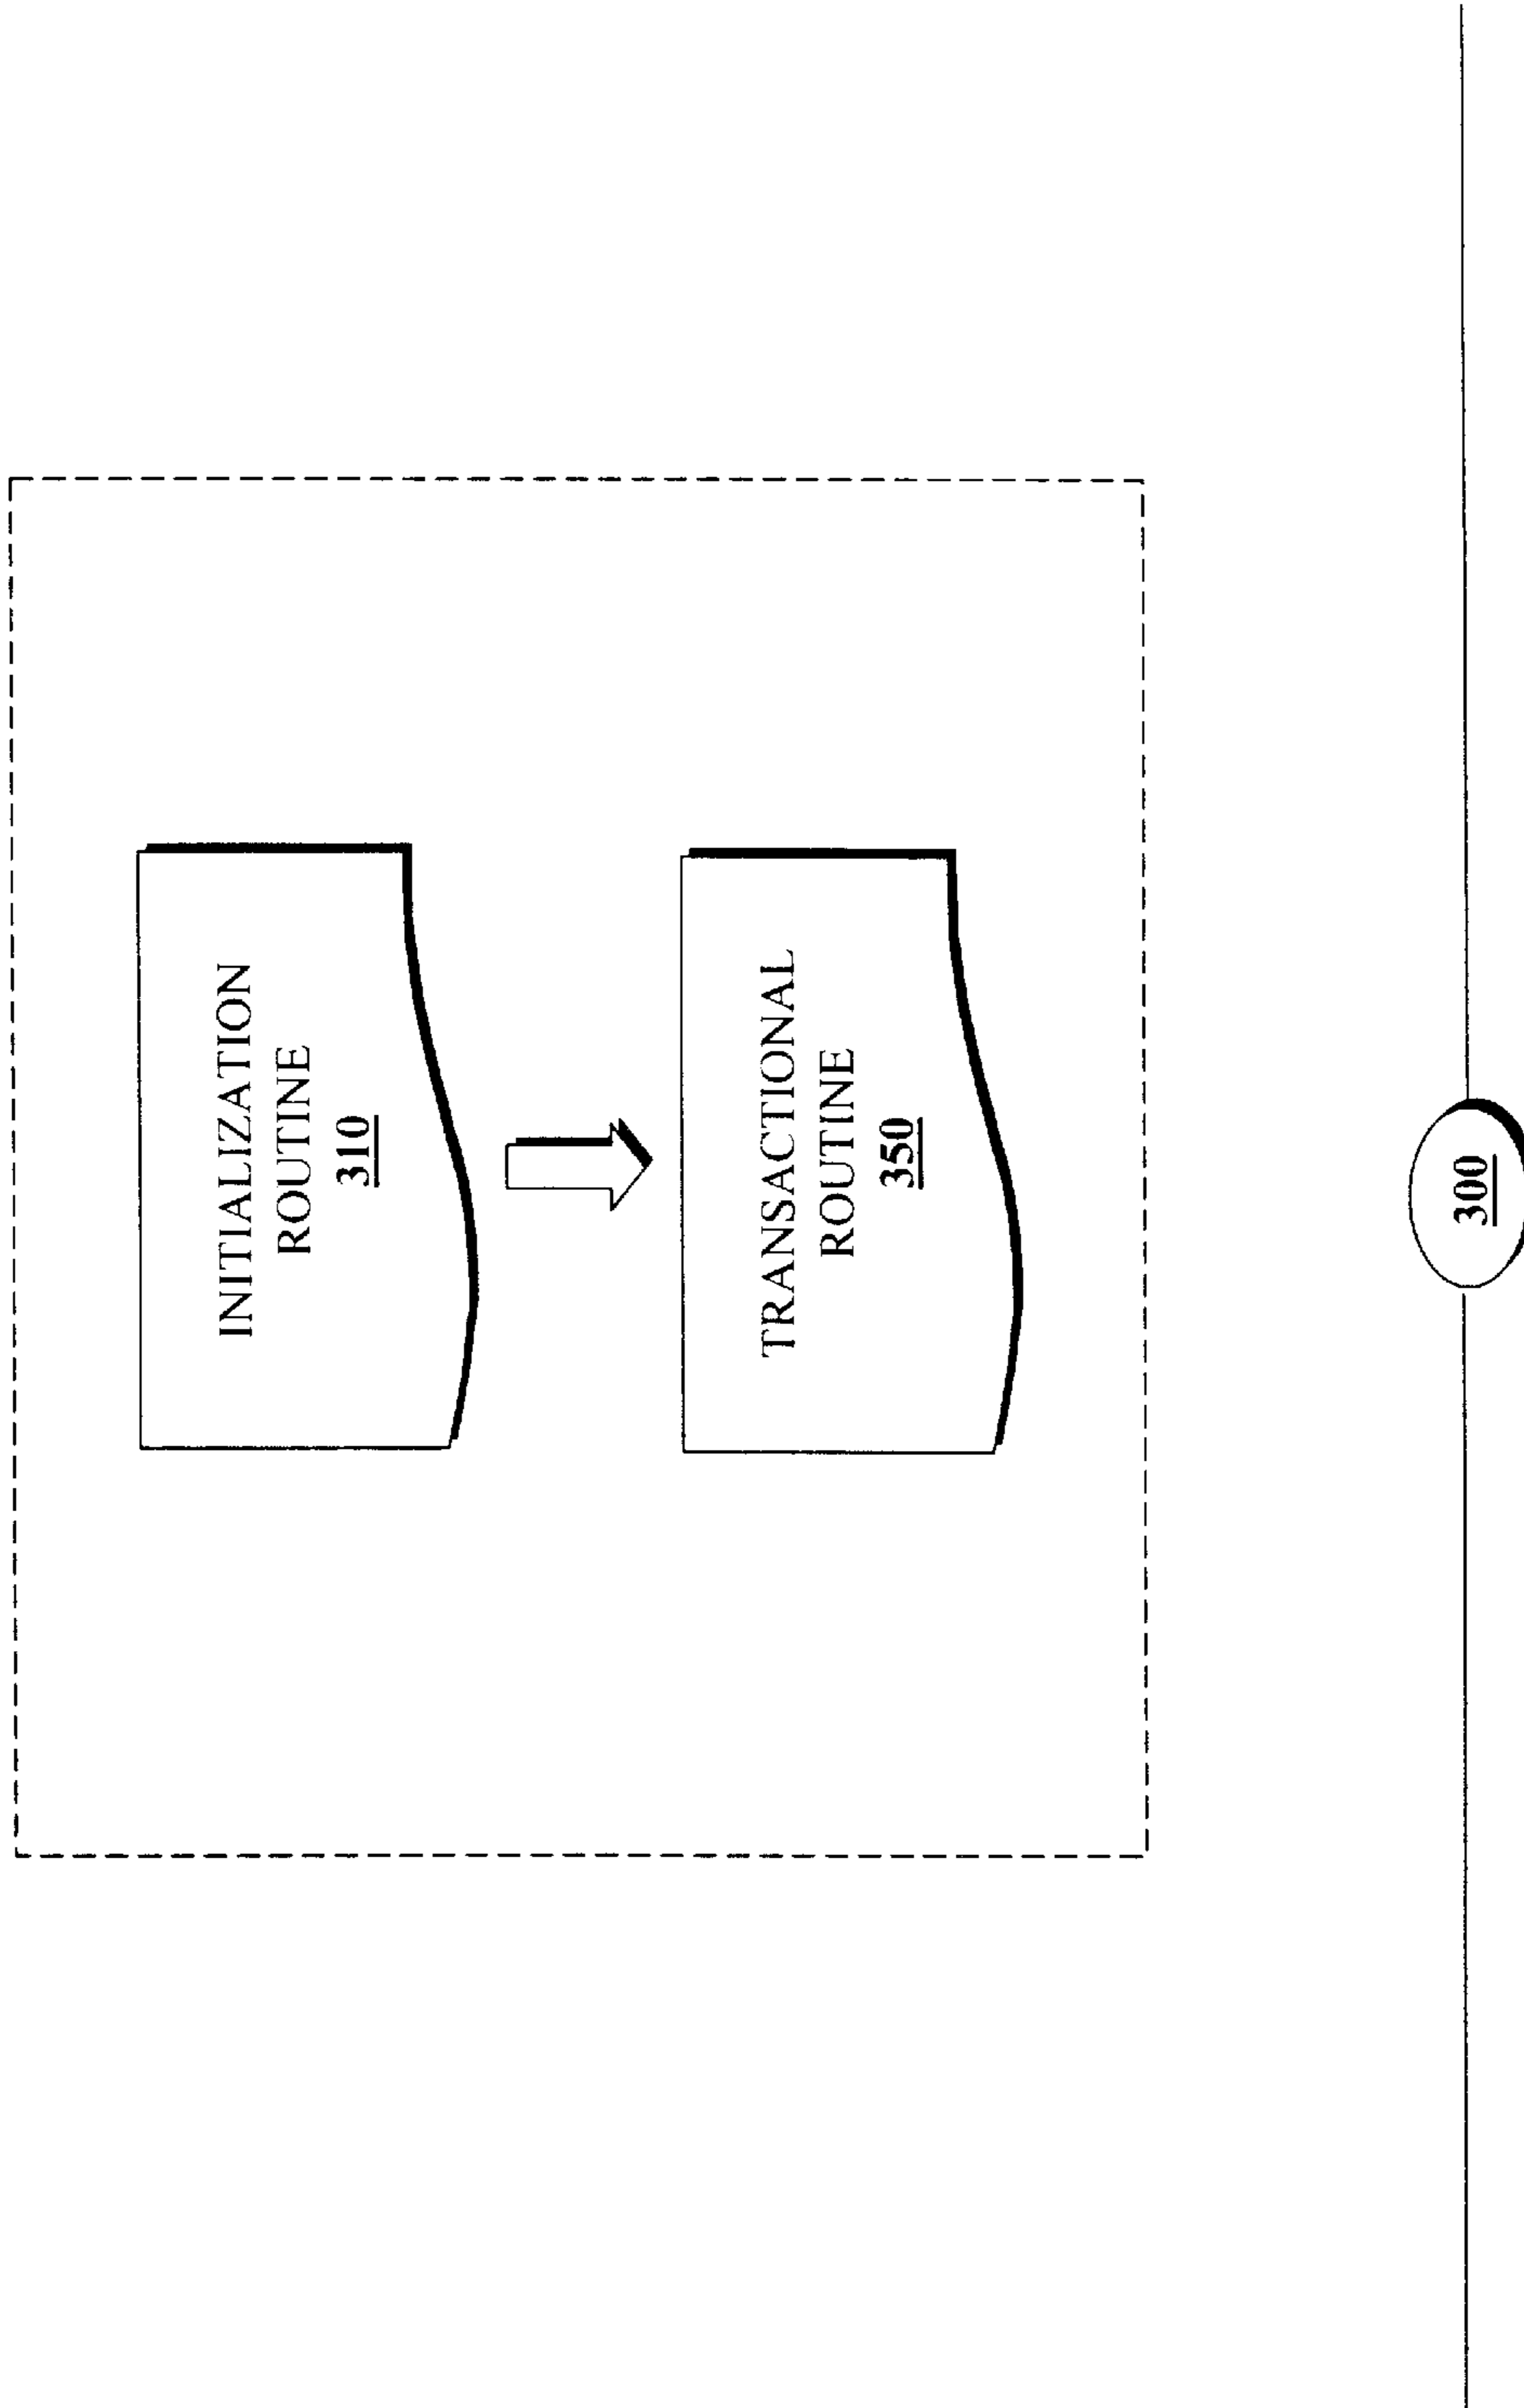 INITIALIZATION
ROUTINE
310
TRANSACTIONAL
ROUTINE
350
300